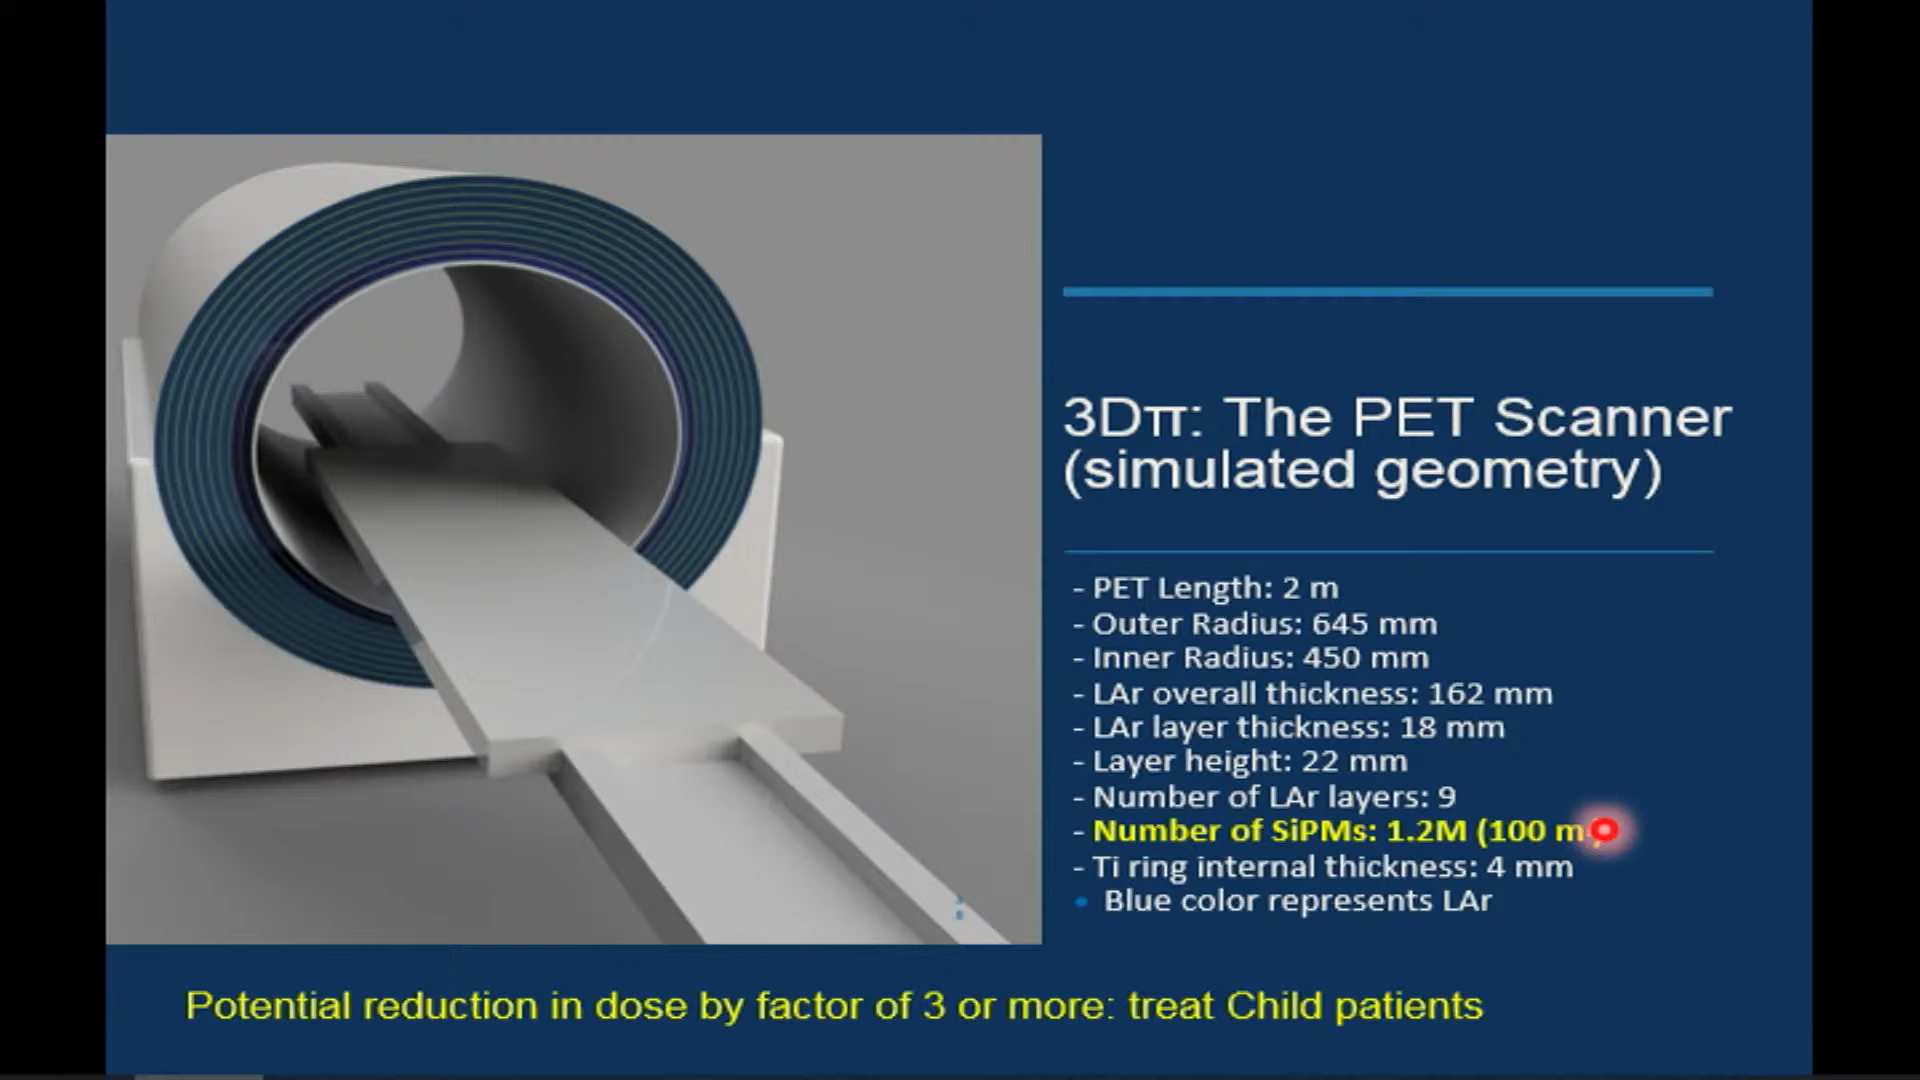 3Dπ: The PET Scanner
(simulated geometry)
- PET Length: 2 m
- Outer Radius: 645 mm
- Inner Radius: 450 mm
- LAr overall thickness: 162 mm
- LAr layer thickness: 18 mm
- Layer height: 22 mm
- Number of LAr layers: 9
- Number of SiPMs: 1.2M (100 m
- Ti ring internal thickness: 4 mm
• Blue color represents LAr
Potential reduction in dose by factor of 3 or more: treat Child patients